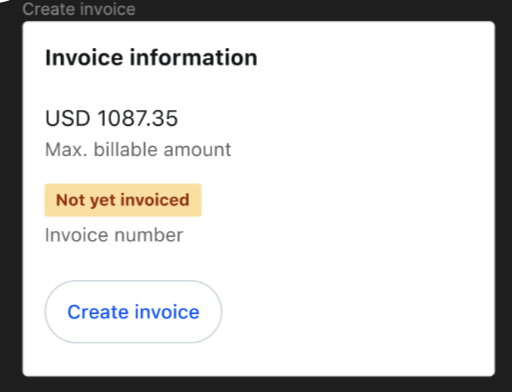 Create invoice
Invoice information
USD 1087.35
Max. billable amount
Not yet invoiced
Invoice number
Create invoice